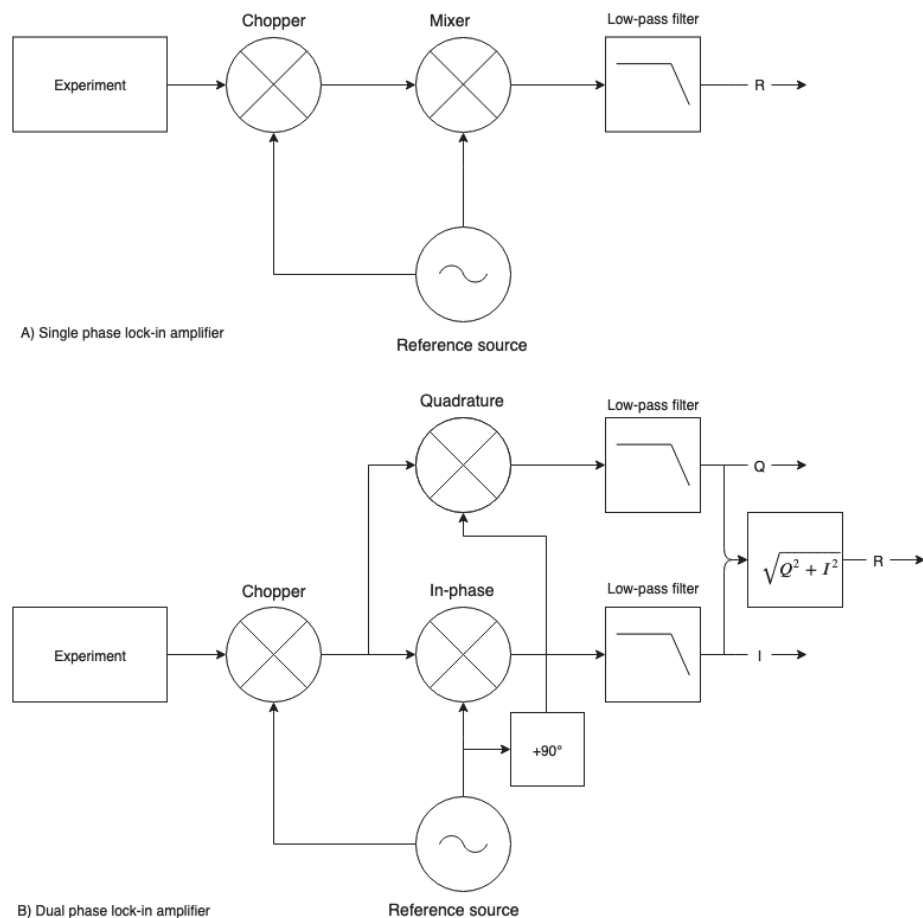 Chopper
Mixer
Low-pass filter
Experiment
R
A) Single phase lock-in amplifier
Reference source
Quadrature
Low-pass filter
Q
√Q² + I²
R
Chopper
In-phase
Low-pass filter
Experiment
I
+90°
B) Dual phase lock-in amplifier
Reference source